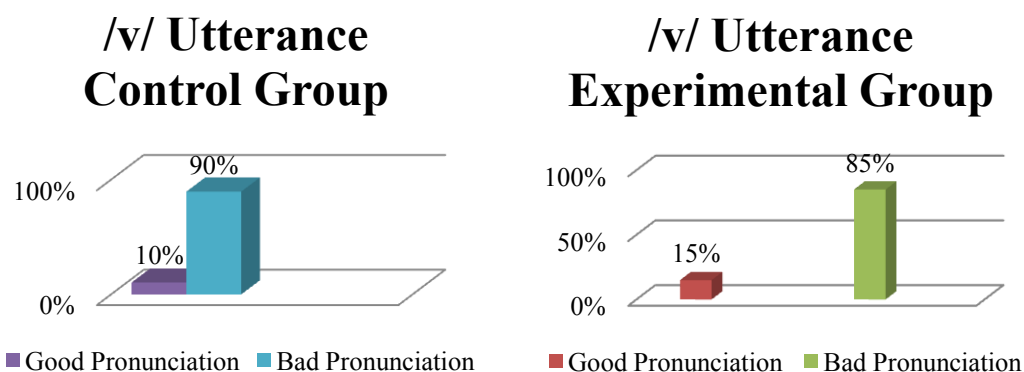 /v/ Utterance
Control Group
90%
100%
10%
0%
Good Pronunciation
Bad Pronunciation
/v/ Utterance
Experimental Group
85%
100%
50%
15%
0%
Good Pronunciation
Bad Pronunciation